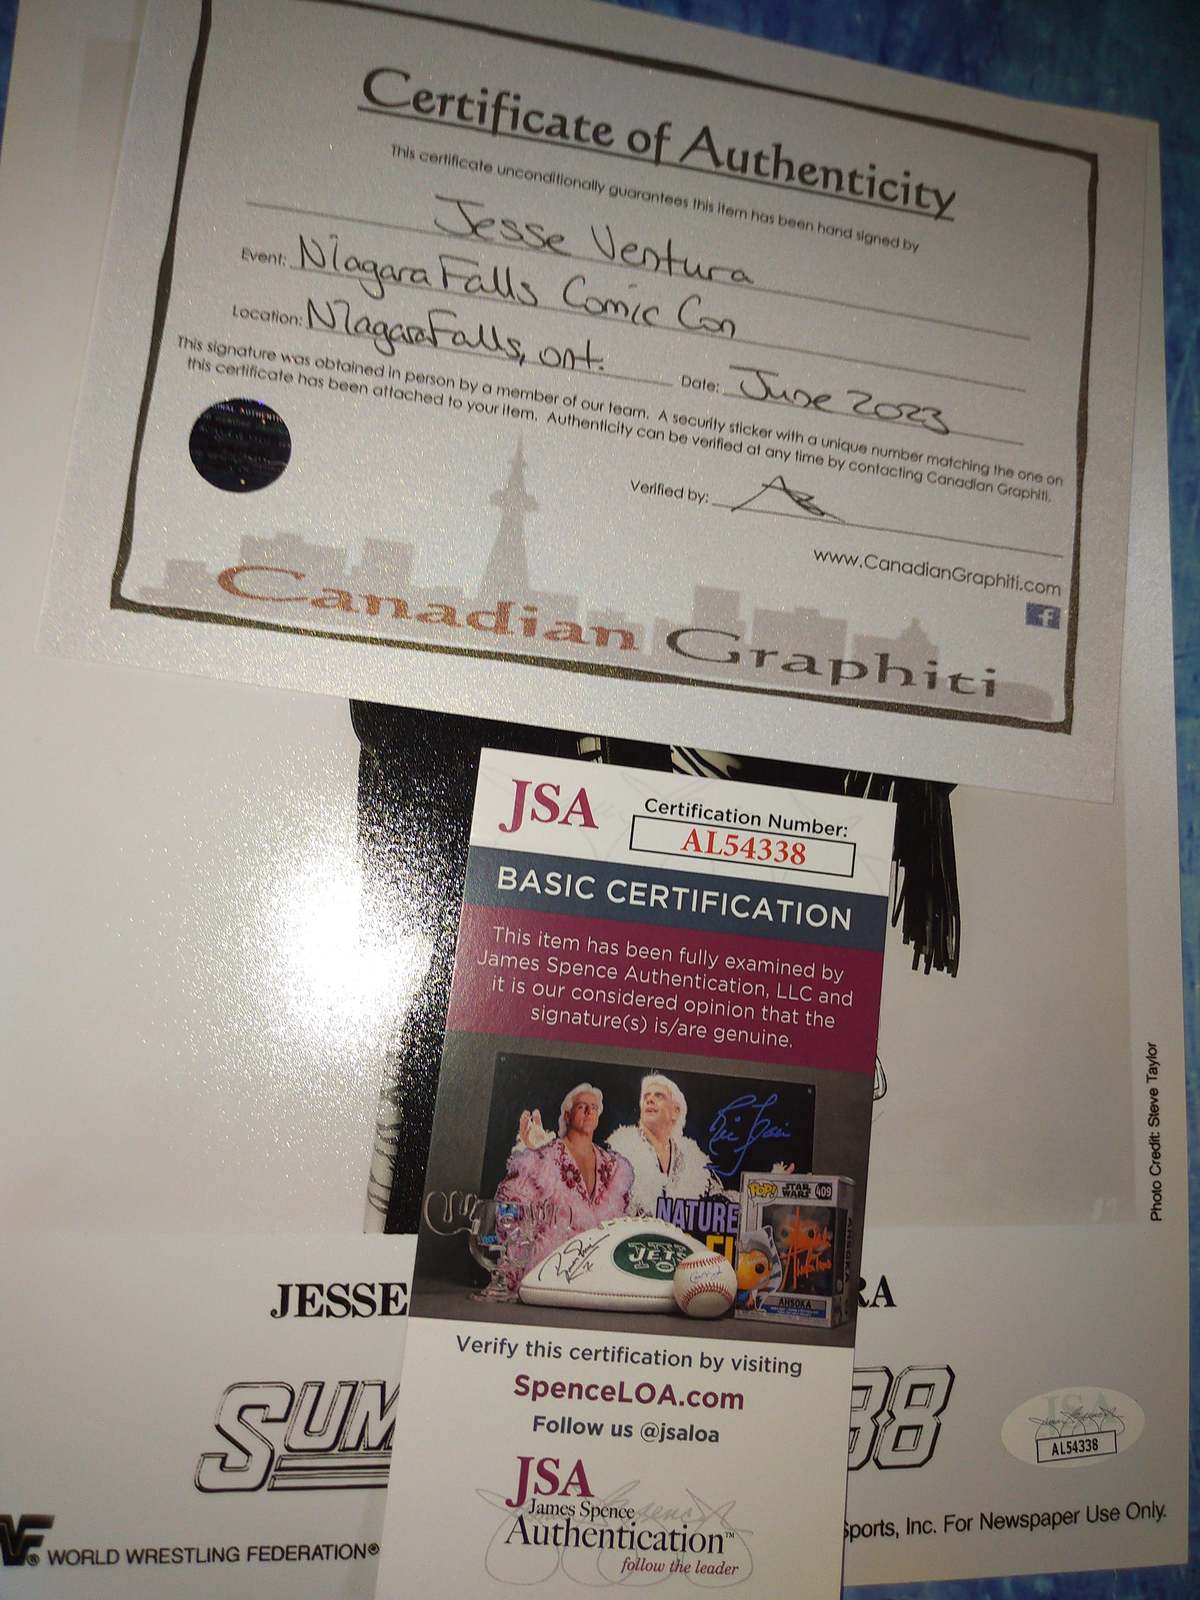 Certificate of Authenticity
This certificate unconditionally guarantees this item has been hand signed by
Jesse Ventura
Event: Niagara Falls Comic Con
Location: Niagara Falls, ont.
Date: June 2023
This signature was obtained in person by a member of our team. A security sticker with a unique number matching the one on
this certificate has been attached to your item. Authenticity can be verified at any time by contacting Canadian Graphiti.
Verified by:
www.CanadianGraphiti.com
f
Canadian Graphiti
JSA
Certification Number:
AL54338
BASIC CERTIFICATION
This item has been fully examined by
James Spence Authentication, LLC and
it is our considered opinion that the
signature(s) is/are genuine.
NATURE
JETS
POP! STAR WARS 409
AHSOKA
Photo Credit: Steve Taylor
JESSE RA
Verify this certification by visiting
SpenceLOA.com
Follow us @jsaloa
SUM 88
JSA
AL54338
JSA
James Spence
Authentication™
follow the leader
WF® WORLD WRESTLING FEDERATION®
Sports, Inc. For Newspaper Use Only.